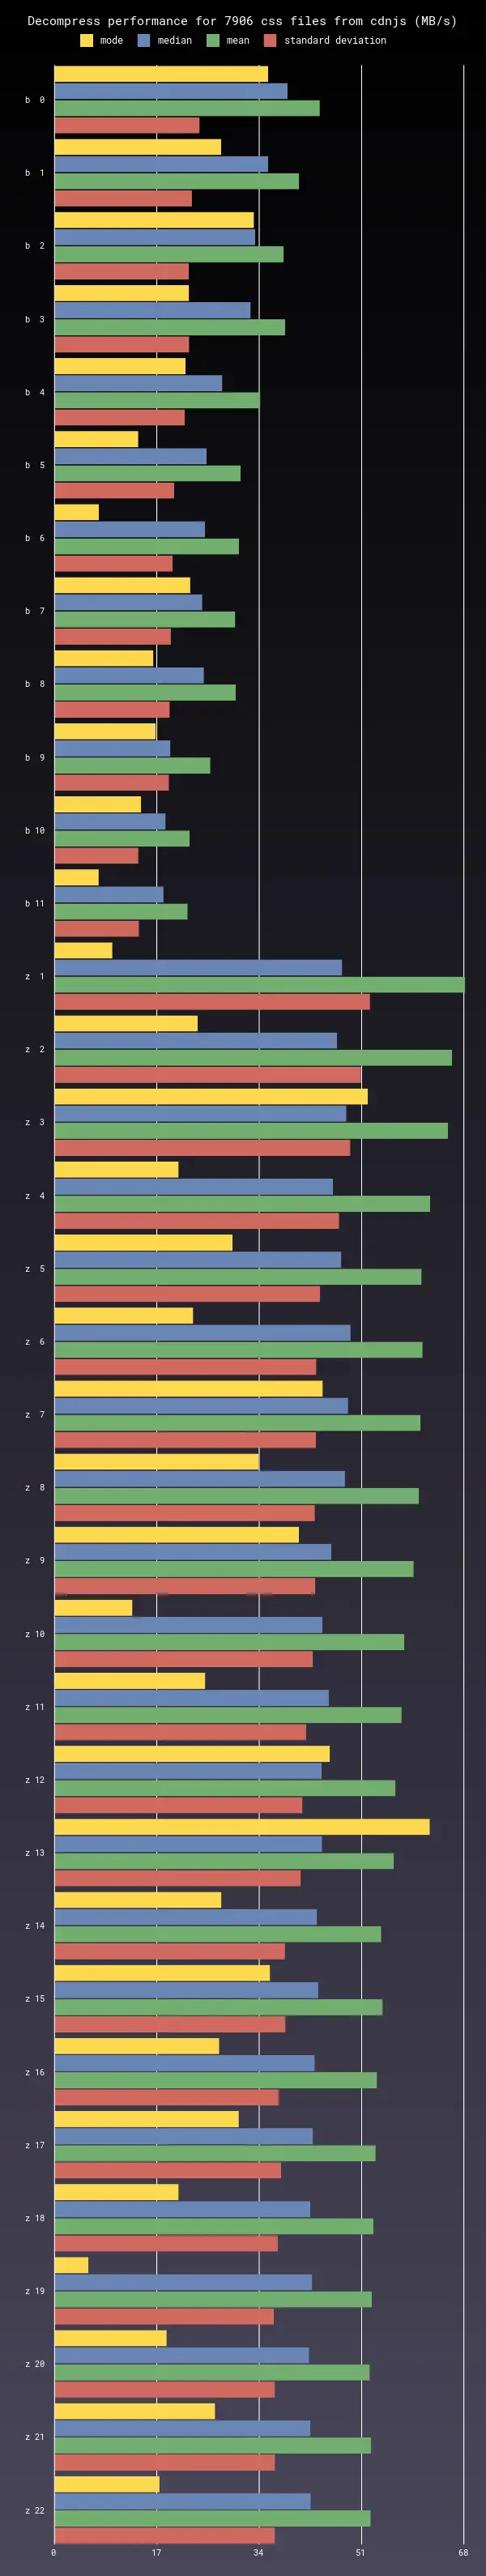 Decompress performance for 7906 css files from cdnjs (MB/s)
mode median mean standard deviation
b 0
b 1
b 2
b 3
b 4
b 5
b 6
b 7
b 8
b 9
b 10
b 11
z 1
z 2
z 3
z 4
z 5
z 6
z 7
z 8
z 9
z 10
z 11
z 12
z 13
z 14
z 15
z 16
z 17
z 18
z 19
z 20
z 21
z 22
0 17 34 51 68